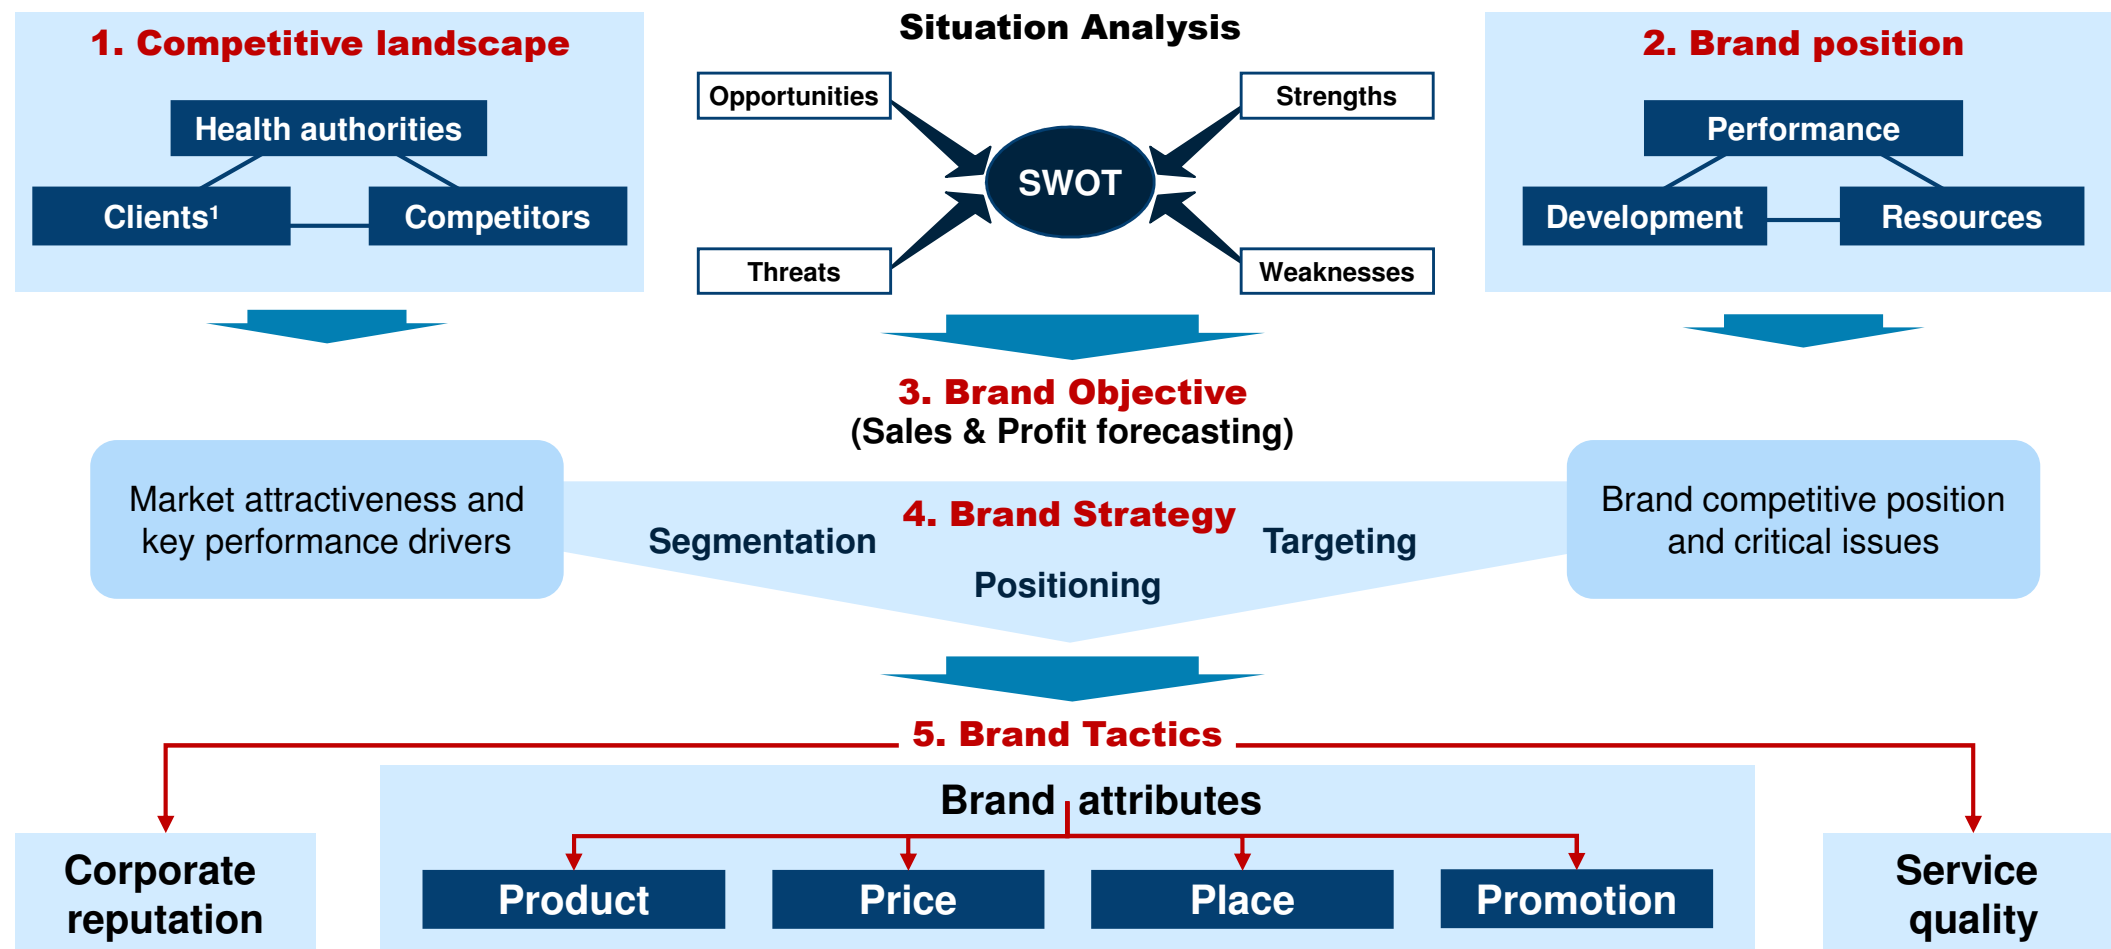 Situation Analysis
1. Competitive landscape
Health authorities
Clients¹
Competitors
Opportunities
Strengths
SWOT
Threats
Weaknesses
2. Brand position
Performance
Development
Resources
3. Brand Objective
(Sales & Profit forecasting)
Market attractiveness and
key performance drivers
4. Brand Strategy
Segmentation
Targeting
Positioning
Brand competitive position
and critical issues
5. Brand Tactics
Corporate
reputation
Brand attributes
Product
Price
Place
Promotion
Service
quality